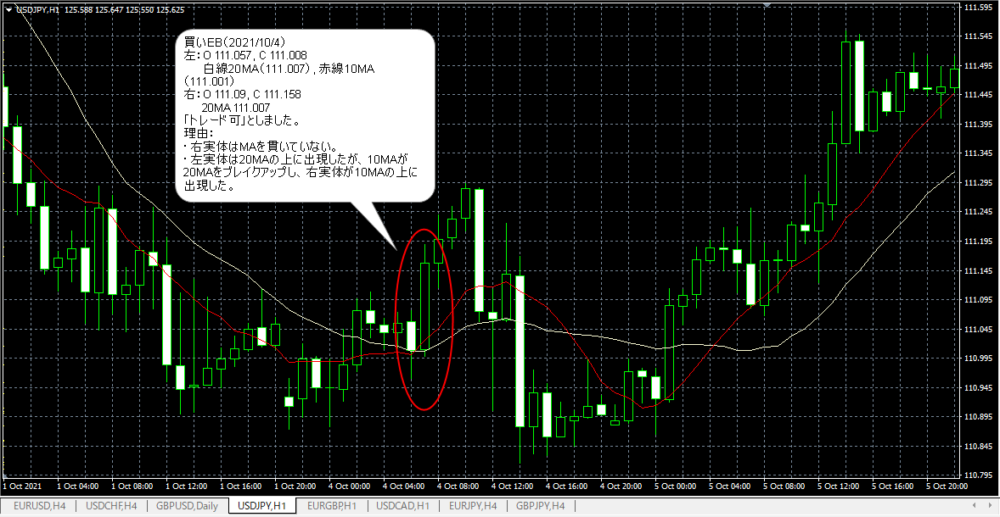 USDJPY,H1 125.588 125.647 125.550 125.625
買いEB(2021/10/4)
左:O 111.057, C 111.008
白線20MA(111.007) , 赤線10MA
(111.001)
右:O 111.09, C 111.158
20MA 111.007
「トレード可」としました。
理由:
・右実体はMAを貫いていない。
・左実体は20MAの上に出現したが、10MAが
20MAをブレイクアップし、右実体が10MAの上に
出現した。
111.595
111.545
111.495
111.445
111.395
111.345
111.295
111.245
111.195
111.145
111.095
111.045
110.995
110.945
110.895
110.845
110.795
1 Oct 2021 1 Oct 04:00 1 Oct 08:00 1 Oct 12:00 1 Oct 16:00 1 Oct 20:00 4 Oct 00:00 4 Oct 04:00 4 Oct 08:00 4 Oct 12:00 4 Oct 16:00 4 Oct 20:00 5 Oct 00:00 5 Oct 04:00 5 Oct 08:00 5 Oct 12:00 5 Oct 16:00 5 Oct 20:00
EURUSD,H4 USDCHF,H4 GBPUSD,Daily USDJPY,H1 EURGBP,H1 USDCAD,H1 EURJPY,H4 GBPJPY,H4